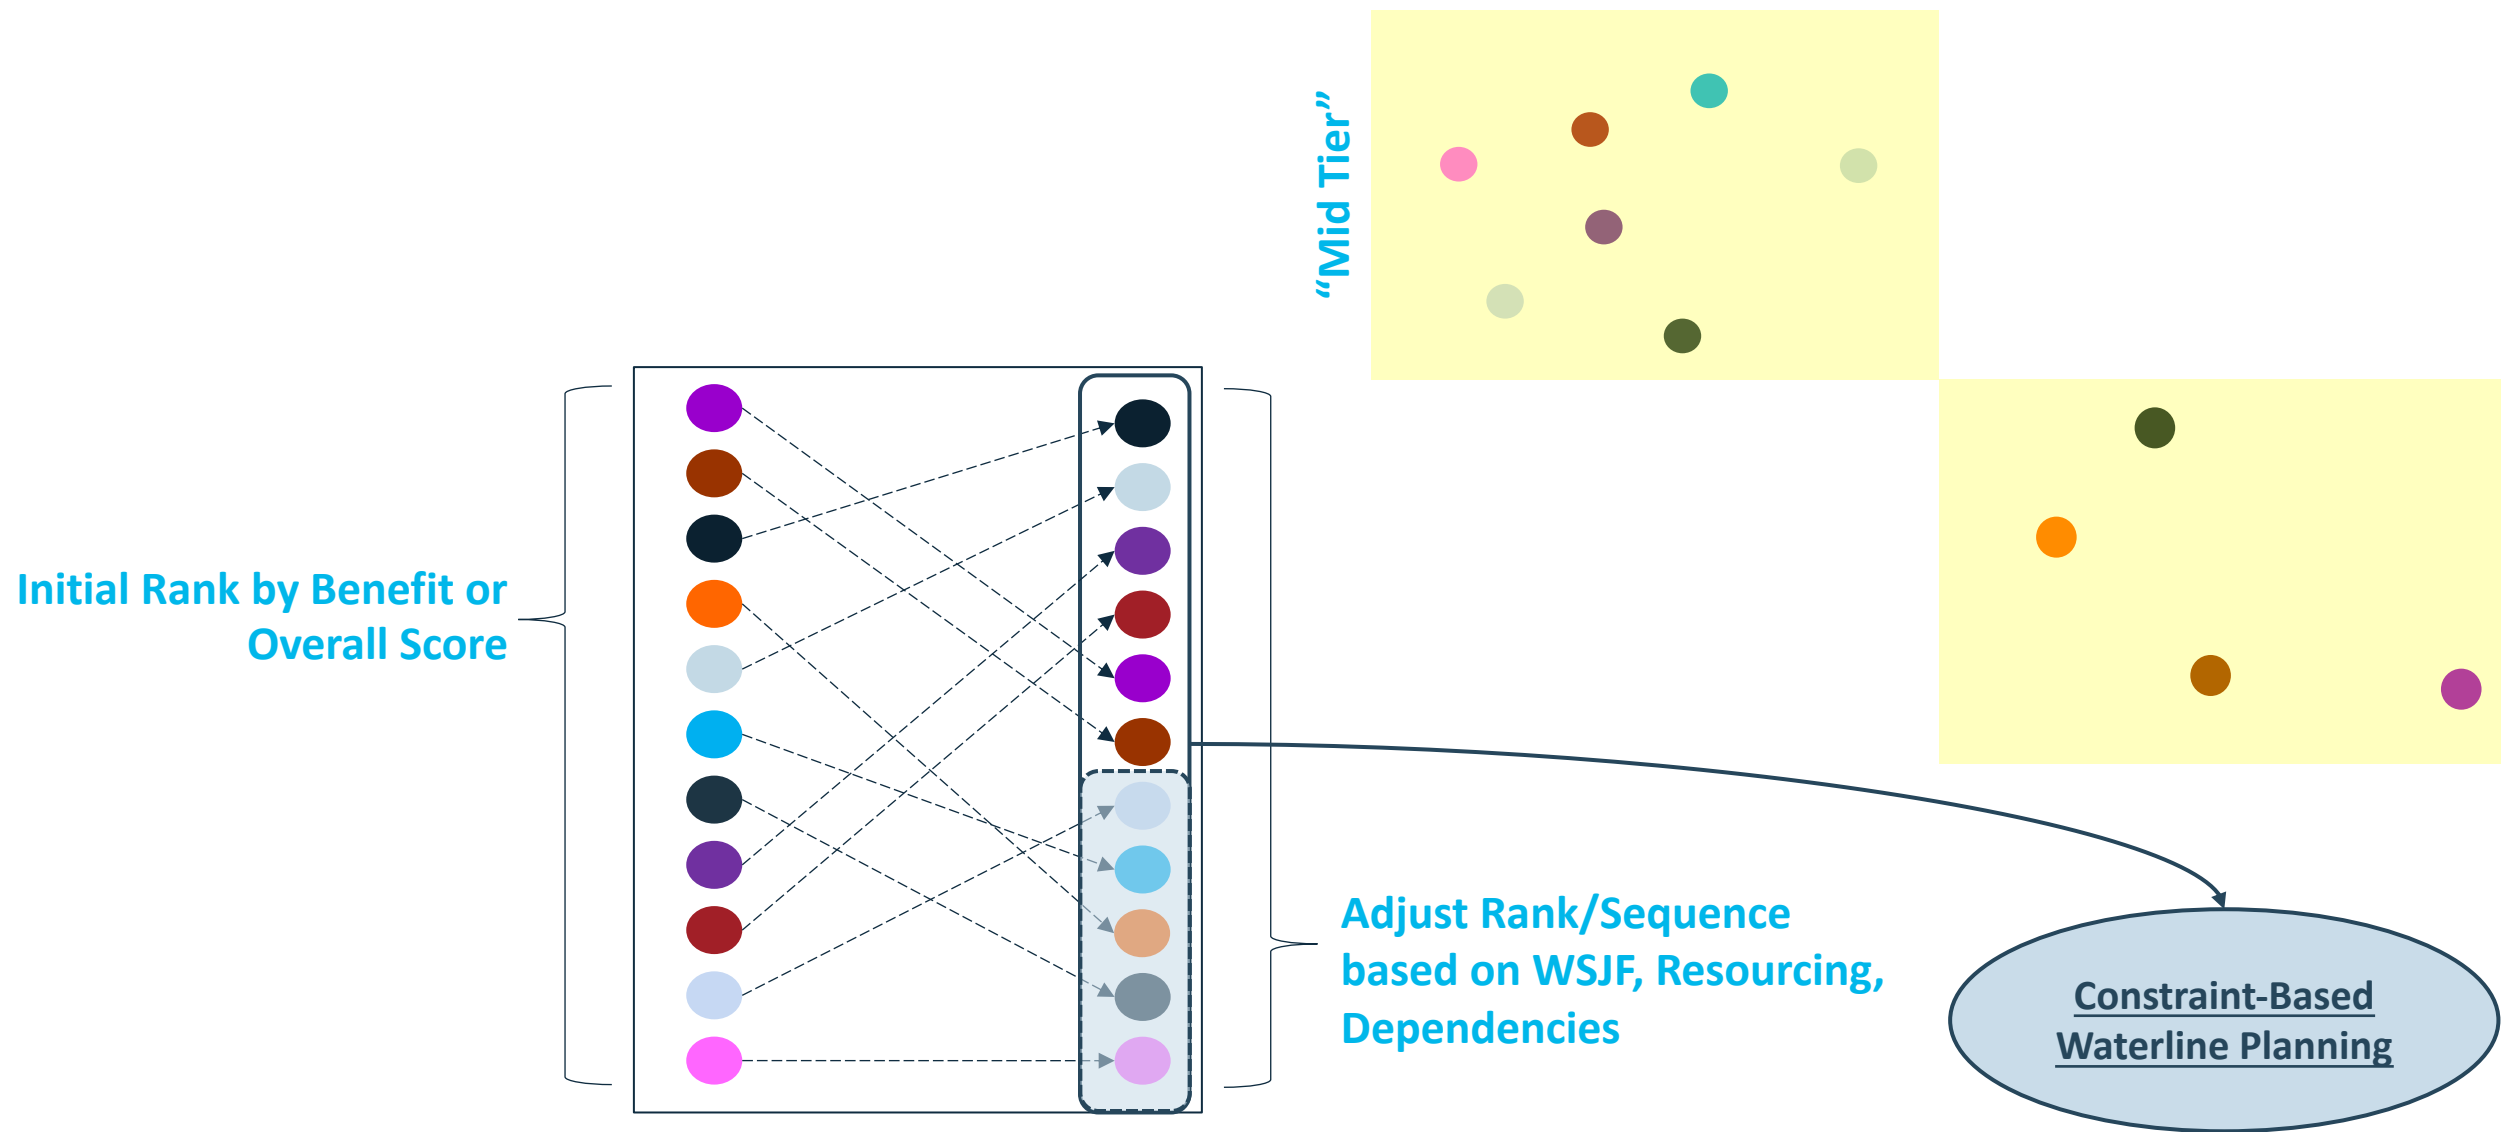 “Mid Tier”
Initial Rank by Benefit or
Overall Score
Adjust Rank/Sequence
based on WSJF, Resourcing,
Dependencies
Constraint-Based
Waterline Planning